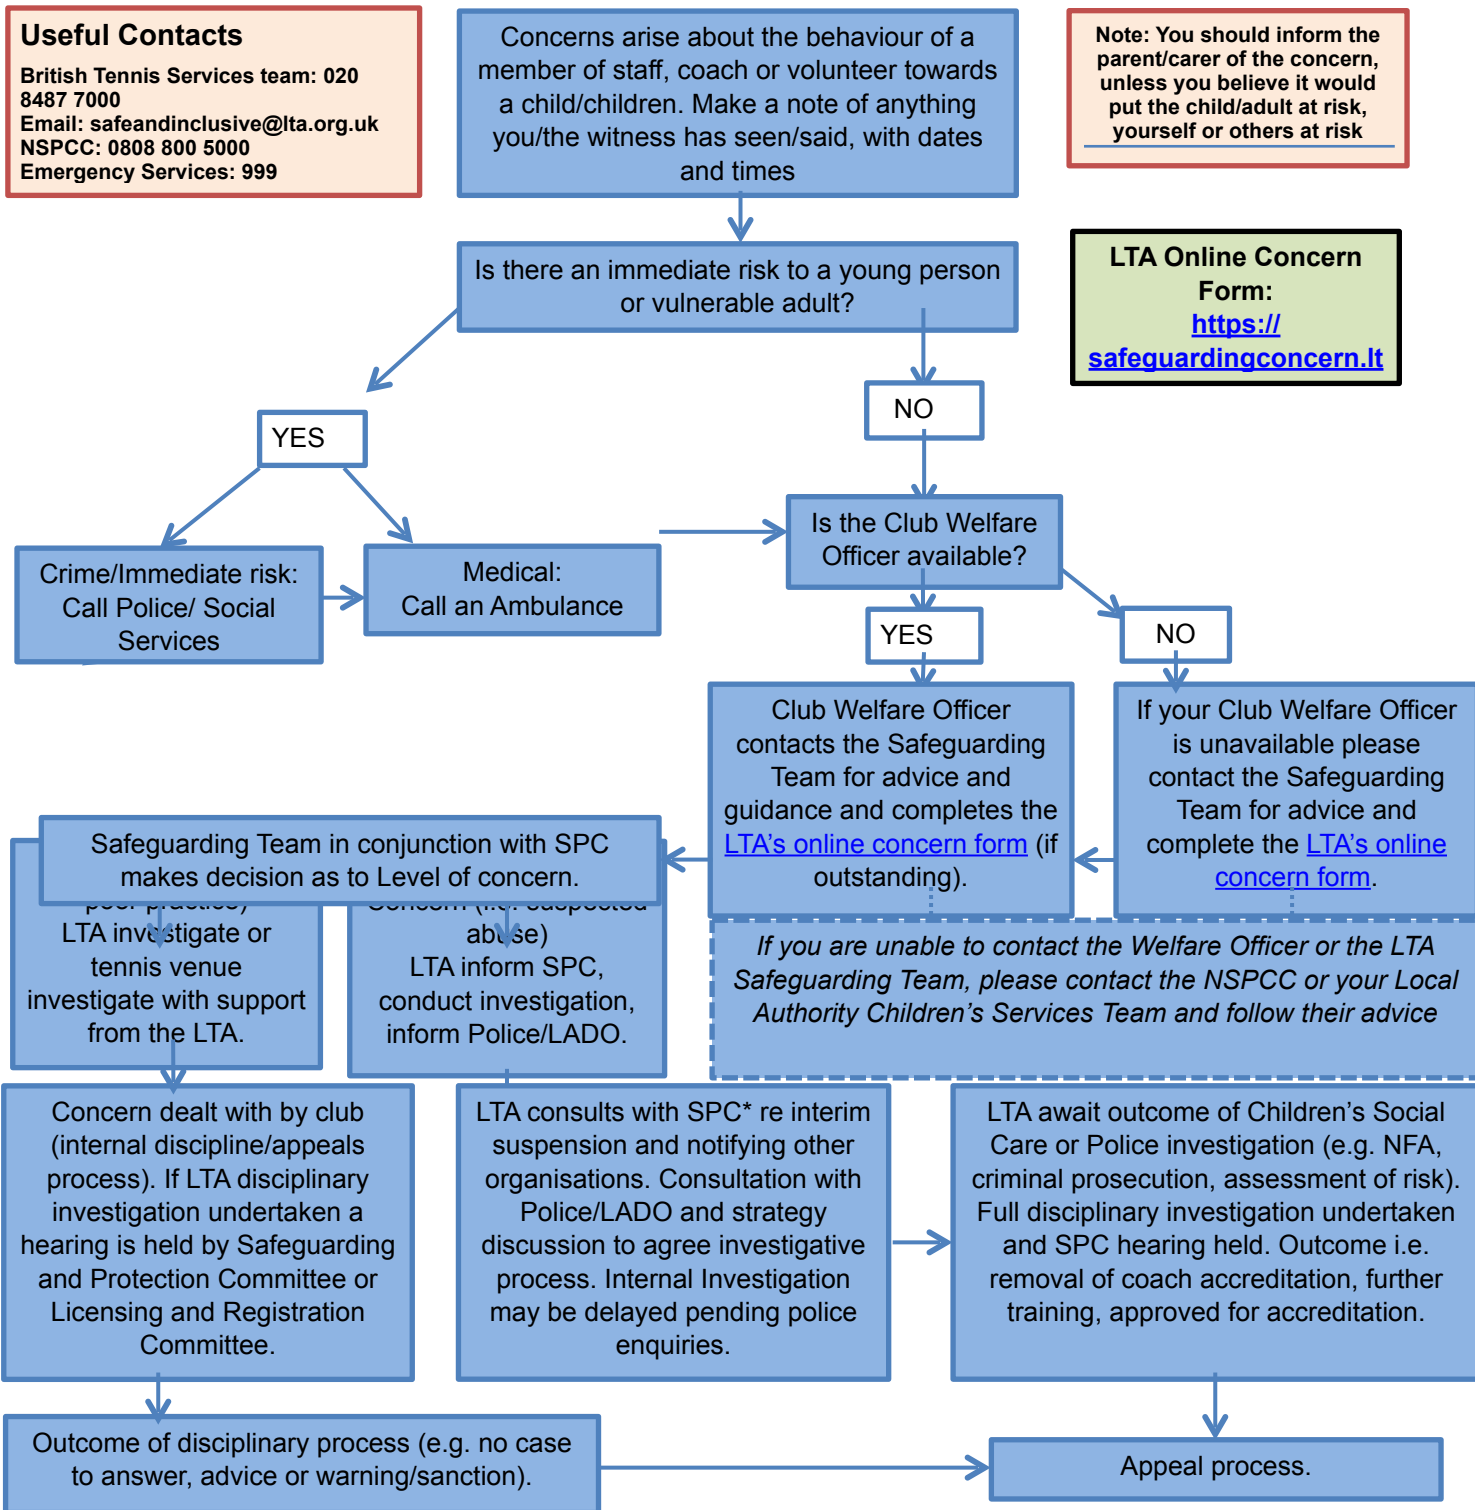 Useful Contacts
British Tennis Services team: 020
8487 7000
Email: safeandinclusive@lta.org.uk
NSPCC: 0808 800 5000
Emergency Services: 999
Concerns arise about the behaviour of a
member of staff, coach or volunteer towards
a child/children. Make a note of anything
you/the witness has seen/said, with dates
and times
Note: You should inform the
parent/carer of the concern,
unless you believe it would
put the child/adult at risk,
yourself or others at risk
Is there an immediate risk to a young person
or vulnerable adult?
LTA Online Concern
Form:
https://
safeguardingconcern.lt
YES
NO
Crime/Immediate risk:
Call Police/ Social
Services
Medical:
Call an Ambulance
Is the Club Welfare
Officer available?
YES
NO
Club Welfare Officer
contacts the Safeguarding
Team for advice and
guidance and completes the
LTA's online concern form (if
outstanding).
If your Club Welfare Officer
is unavailable please
contact the Safeguarding
Team for advice and
complete the LTA's online
concern form.
Safeguarding Team in conjunction with SPC
makes decision as to Level of concern.
poor practice)
LTA investigate or
tennis venue
investigate with support
from the LTA.
Concern (i.e. suspected
abuse)
LTA inform SPC,
conduct investigation,
inform Police/LADO.
If you are unable to contact the Welfare Officer or the LTA
Safeguarding Team, please contact the NSPCC or your Local
Authority Children's Services Team and follow their advice
Concern dealt with by club
(internal discipline/appeals
process). If LTA disciplinary
investigation undertaken a
hearing is held by Safeguarding
and Protection Committee or
Licensing and Registration
Committee.
LTA consults with SPC* re interim
suspension and notifying other
organisations. Consultation with
Police/LADO and strategy
discussion to agree investigative
process. Internal Investigation
may be delayed pending police
enquiries.
LTA await outcome of Children's Social
Care or Police investigation (e.g. NFA,
criminal prosecution, assessment of risk).
Full disciplinary investigation undertaken
and SPC hearing held. Outcome i.e.
removal of coach accreditation, further
training, approved for accreditation.
Outcome of disciplinary process (e.g. no case
to answer, advice or warning/sanction).
Appeal process.